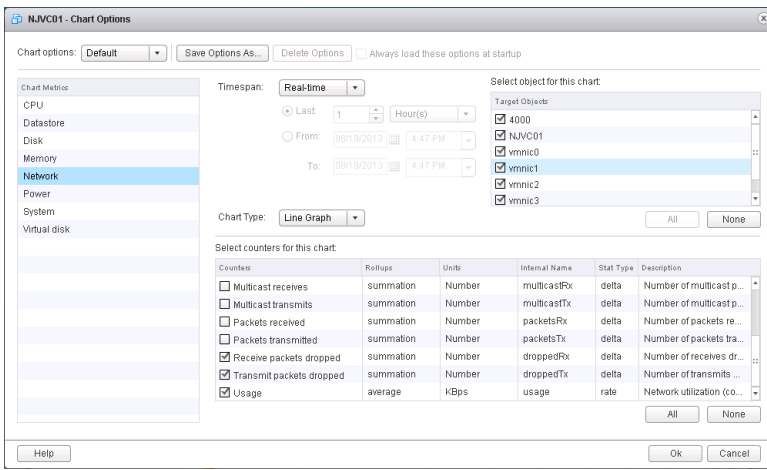 NJVC01 - Chart Options
Chart options: Default Save Options As... Delete Options Always load these options at startup
Chart Metrics
CPU
Datastore
Disk
Memory
Network
Power
System
Virtual disk
Timespan: Real-time
Last: 1 Hour(s)
From: 08/19/2013 4:47 PM
To: 08/19/2013 4:47 PM
Chart Type: Line Graph
Select object for this chart:
Target Objects
4000
NJVC01
vmnic0
vmnic1
vmnic2
vmnic3
All None
Select counters for this chart:
Counters Rollups Units Internal Name Stat Type Description
Multicast receives summation Number multicastRx delta Number of multicast p...
Multicast transmits summation Number multicastTx delta Number of multicast p...
Packets received summation Number packetsRx delta Number of packets re...
Packets transmitted summation Number packetsTx delta Number of packets tra...
Receive packets dropped summation Number droppedRx delta Number of receives dr...
Transmit packets dropped summation Number droppedTx delta Number of transmits ...
Usage average KBps usage rate Network utilization (co...
All None
Help Ok Cancel